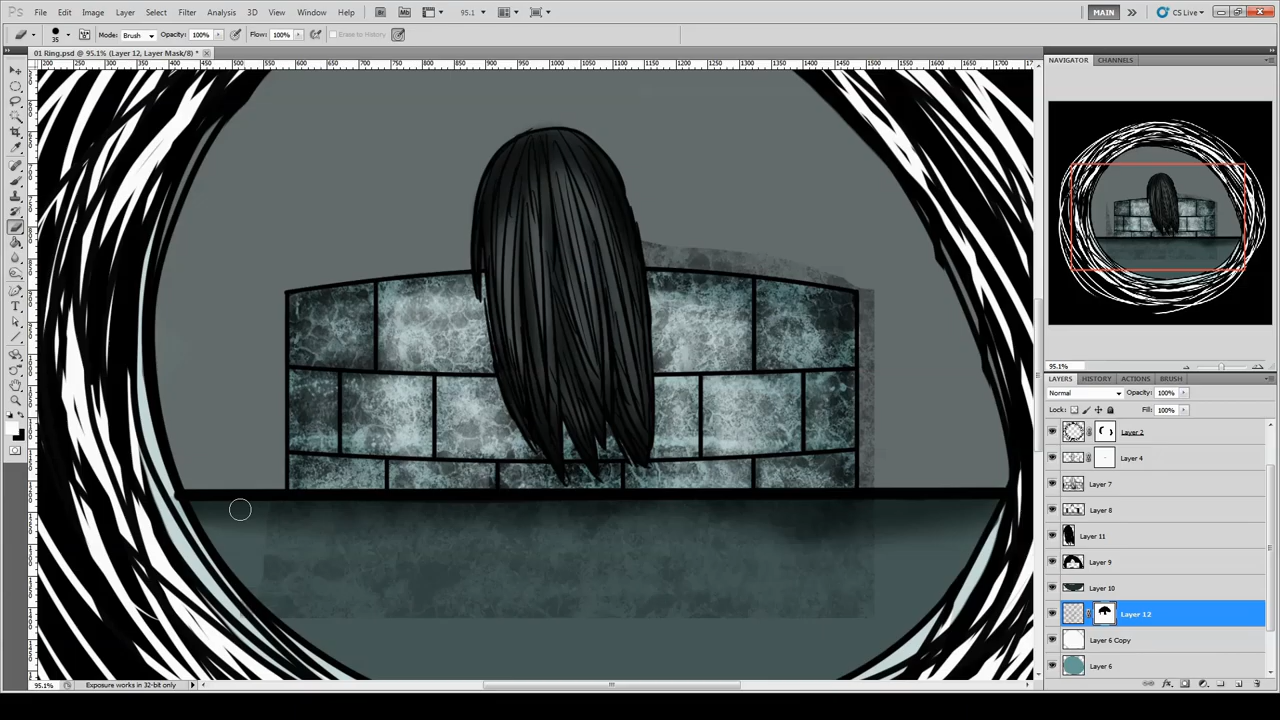 Ps File Edit Image Layer Select Filter Analysis 3D View Window Help Br Mb 95.1 MAIN CS Live
35 Mode: Brush Opacity: 100% Flow: 100% Erase to History
01 Ring.psd @ 95.1% (Layer 12, Layer Mask/8) *
NAVIGATOR CHANNELS
95.1%
LAYERS HISTORY ACTIONS BRUSH
Normal Opacity: 100%
Lock: Fill: 100%
Layer 2
Layer 4
Layer 7
Layer 8
Layer 11
Layer 9
Layer 10
Layer 12
Layer 6 Copy
Layer 6
95.1% Exposure works in 32-bit only